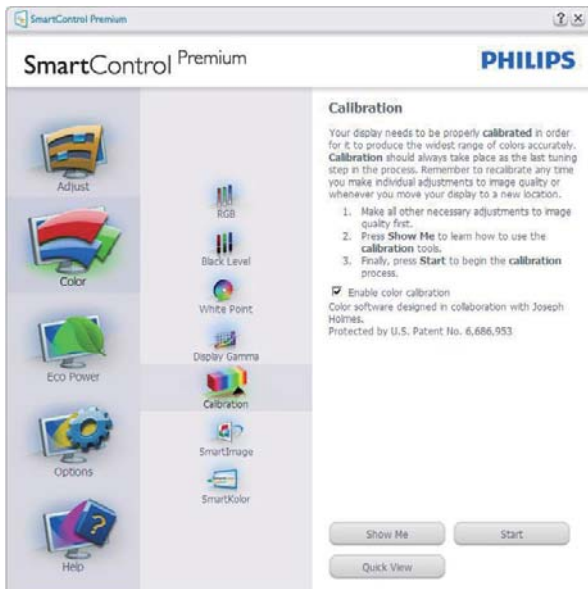 SmartControl Premium
SmartControl Premium
PHILIPS
Adjust
Color
Eco Power
Options
Help
RGB
Black Level
White Point
Display Gamma
Calibration
SmartImage
SmartKolor
Calibration
Your display needs to be properly calibrated in order
for it to produce the widest range of colors accurately.
Calibration should always take place as the last tuning
step in the process. Remember to recalibrate any time
you make individual adjustments to image quality or
whenever you move your display to a new location.
1. Make all other necessary adjustments to image
quality first.
2. Press Show Me to learn how to use the
calibration tools.
3. Finally, press Start to begin the calibration
process.
Enable color calibration
Color software designed in collaboration with Joseph
Holmes.
Protected by U.S. Patent No. 6,686,953
Show Me
Start
Quick View